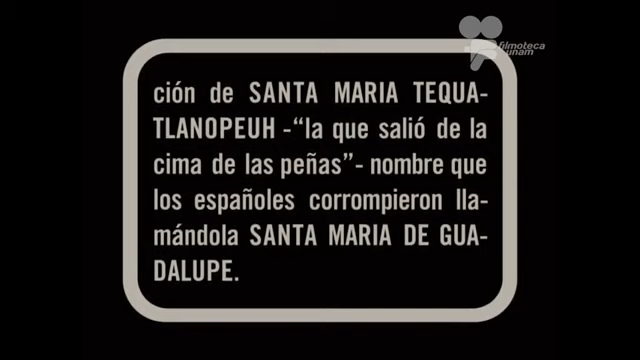 filmoteca
unam
ción de SANTA MARIA TEQUA-
TLANOPEUH -“la que salió de la
cima de las peñas”- nombre que
los españoles corrompieron lla-
mándola SANTA MARIA DE GUA-
DALUPE.